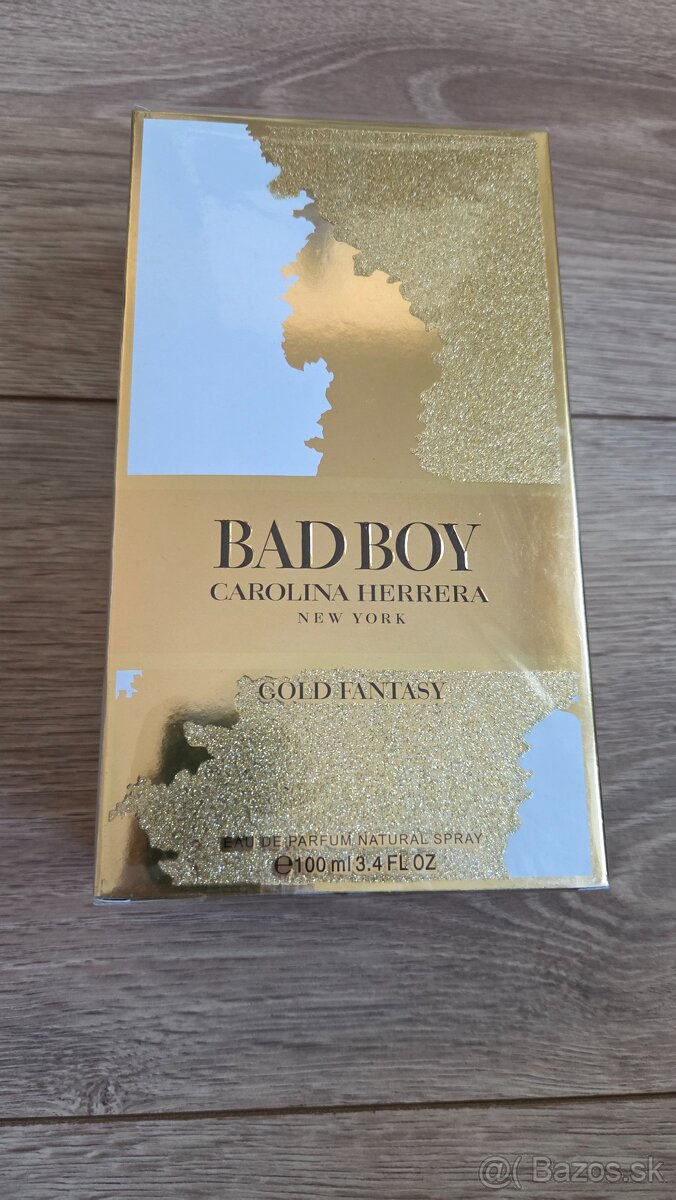 BAD BOY
CAROLINA HERRERA
NEW YORK
GOLD FANTASY
EAU DE PARFUM NATURAL SPRAY
℮100 ml 3.4 FL OZ
@( Bazos.sk